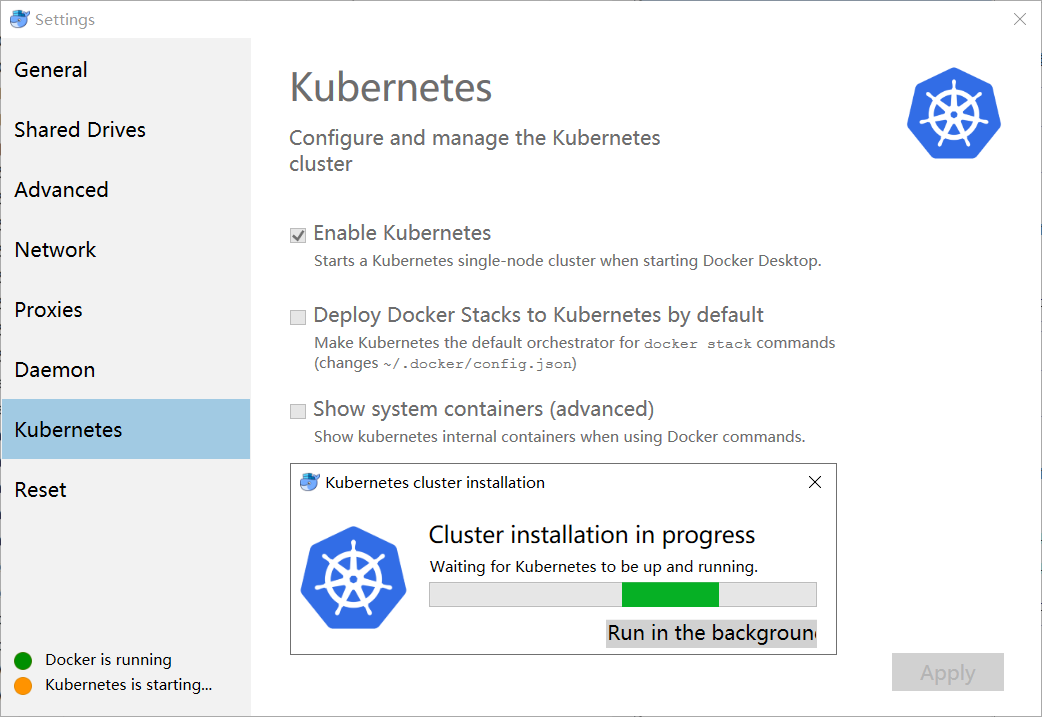 Settings
General
Shared Drives
Advanced
Network
Proxies
Daemon
Kubernetes
Reset
Docker is running
Kubernetes is starting...
Kubernetes
Configure and manage the Kubernetes
cluster
Enable Kubernetes
Starts a Kubernetes single-node cluster when starting Docker Desktop.
Deploy Docker Stacks to Kubernetes by default
Make Kubernetes the default orchestrator for docker stack commands
(changes ~/.docker/config.json)
Show system containers (advanced)
Show kubernetes internal containers when using Docker commands.
Kubernetes cluster installation
Cluster installation in progress
Waiting for Kubernetes to be up and running.
Run in the backgroun
Apply